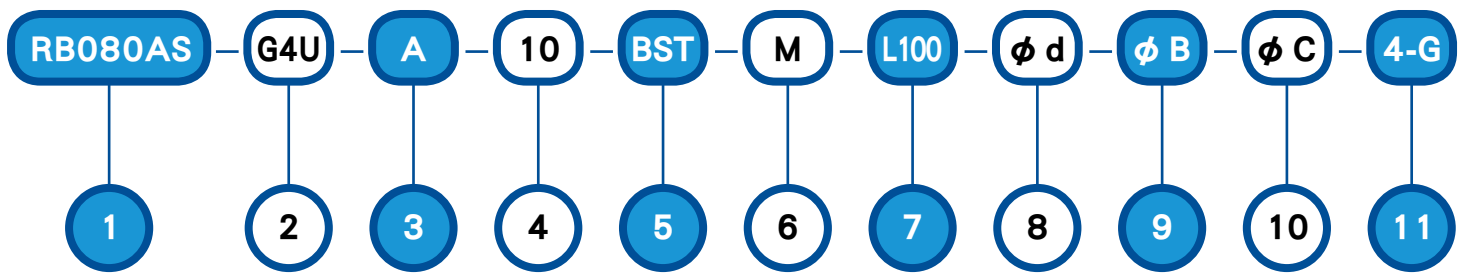 RB080AS – G4U – A – 10 – BST – M – L100 – ϕ d – ϕ B – ϕ C – 4-G
1 2 3 4 5 6 7 8 9 10 11